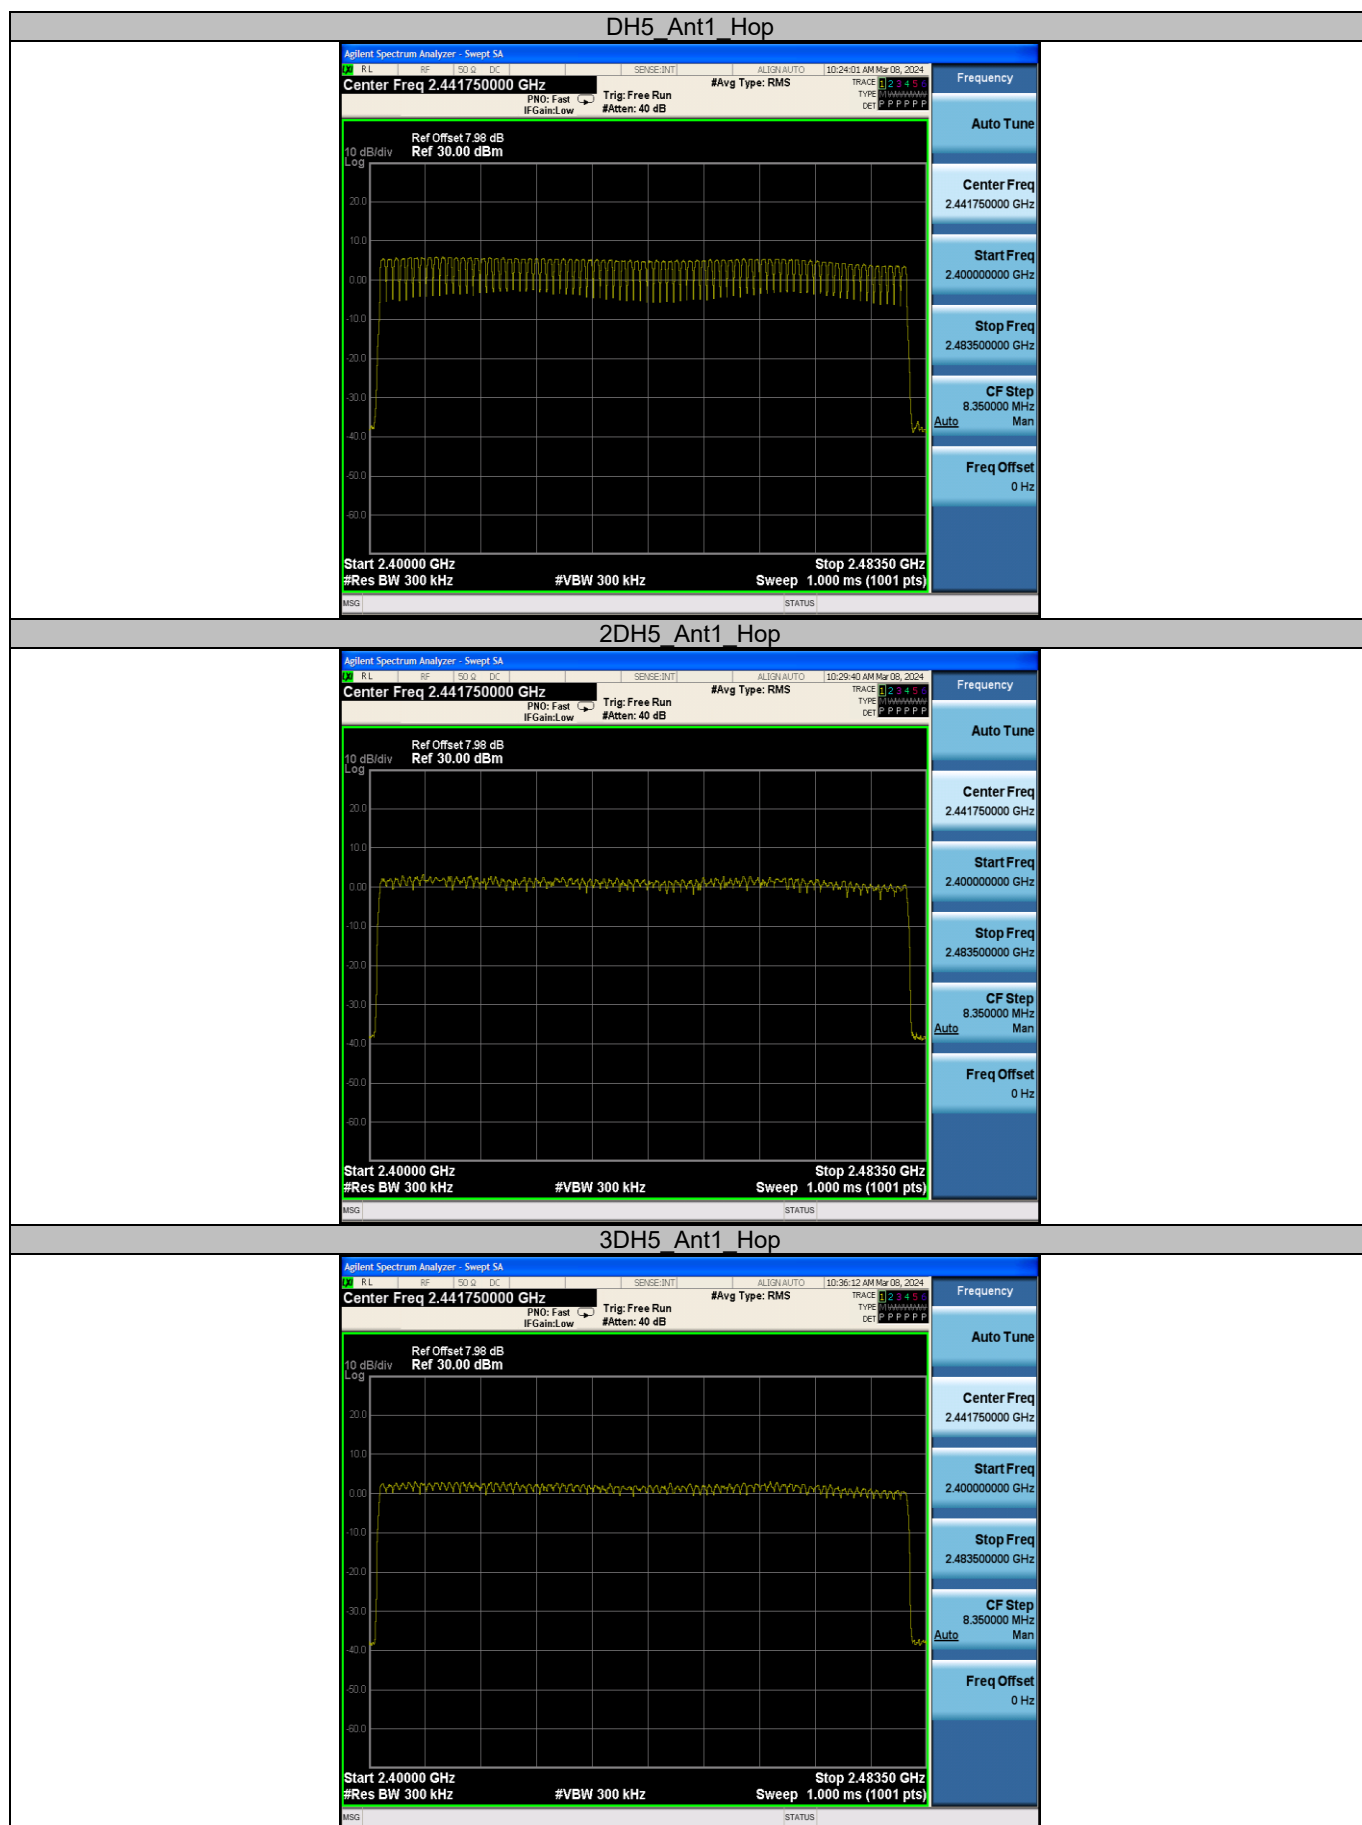 DH5_Ant1_Hop
Agilent Spectrum Analyzer - Swept SA
RL RF 50 Ω DC SENSE:INT ALIGN AUTO 10:24:01 AM Mar 08, 2024
Center Freq 2.441750000 GHz #Avg Type: RMS TRACE 1 2 3 4 5 6
PNO: Fast Trig: Free Run TYPE M W W W W W
IFGain:Low #Atten: 40 dB DET P P P P P P
Frequency
Auto Tune
Ref Offset 7.98 dB
10 dB/div Ref 30.00 dBm
Log
20.0
10.0
0.00
-10.0
-20.0
-30.0
-40.0
-50.0
-60.0
Center Freq
2.441750000 GHz
Start Freq
2.400000000 GHz
Stop Freq
2.483500000 GHz
CF Step
8.350000 MHz
Auto Man
Freq Offset
0 Hz
Start 2.40000 GHz Stop 2.48350 GHz
#Res BW 300 kHz #VBW 300 kHz Sweep 1.000 ms (1001 pts)
MSG STATUS
2DH5_Ant1_Hop
Agilent Spectrum Analyzer - Swept SA
RL RF 50 Ω DC SENSE:INT ALIGN AUTO 10:29:40 AM Mar 08, 2024
Center Freq 2.441750000 GHz #Avg Type: RMS TRACE 1 2 3 4 5 6
PNO: Fast Trig: Free Run TYPE M W W W W W
IFGain:Low #Atten: 40 dB DET P P P P P P
Frequency
Auto Tune
Ref Offset 7.98 dB
10 dB/div Ref 30.00 dBm
Log
20.0
10.0
0.00
-10.0
-20.0
-30.0
-40.0
-50.0
-60.0
Center Freq
2.441750000 GHz
Start Freq
2.400000000 GHz
Stop Freq
2.483500000 GHz
CF Step
8.350000 MHz
Auto Man
Freq Offset
0 Hz
Start 2.40000 GHz Stop 2.48350 GHz
#Res BW 300 kHz #VBW 300 kHz Sweep 1.000 ms (1001 pts)
MSG STATUS
3DH5_Ant1_Hop
Agilent Spectrum Analyzer - Swept SA
RL RF 50 Ω DC SENSE:INT ALIGN AUTO 10:36:12 AM Mar 08, 2024
Center Freq 2.441750000 GHz #Avg Type: RMS TRACE 1 2 3 4 5 6
PNO: Fast Trig: Free Run TYPE M W W W W W
IFGain:Low #Atten: 40 dB DET P P P P P P
Frequency
Auto Tune
Ref Offset 7.98 dB
10 dB/div Ref 30.00 dBm
Log
20.0
10.0
0.00
-10.0
-20.0
-30.0
-40.0
-50.0
-60.0
Center Freq
2.441750000 GHz
Start Freq
2.400000000 GHz
Stop Freq
2.483500000 GHz
CF Step
8.350000 MHz
Auto Man
Freq Offset
0 Hz
Start 2.40000 GHz Stop 2.48350 GHz
#Res BW 300 kHz #VBW 300 kHz Sweep 1.000 ms (1001 pts)
MSG STATUS